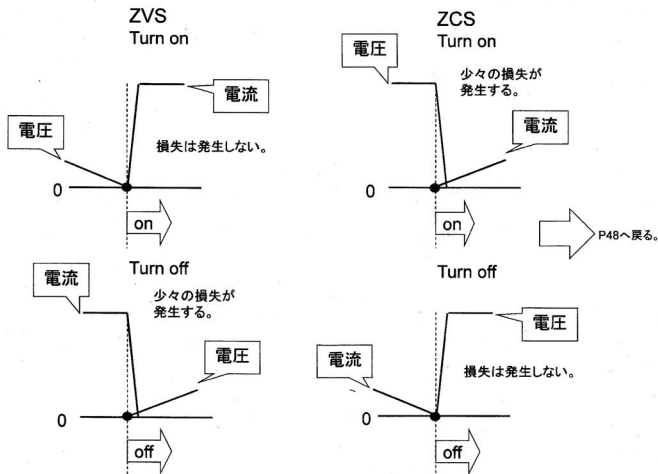 ZVS
Turn on
電圧
電流
損失は発生しない。
0
on
ZCS
Turn on
電圧
少々の損失が
発生する。
電流
0
on
P48へ戻る。
Turn off
電流
少々の損失が
発生する。
電圧
0
off
Turn off
電流
電圧
損失は発生しない。
0
off